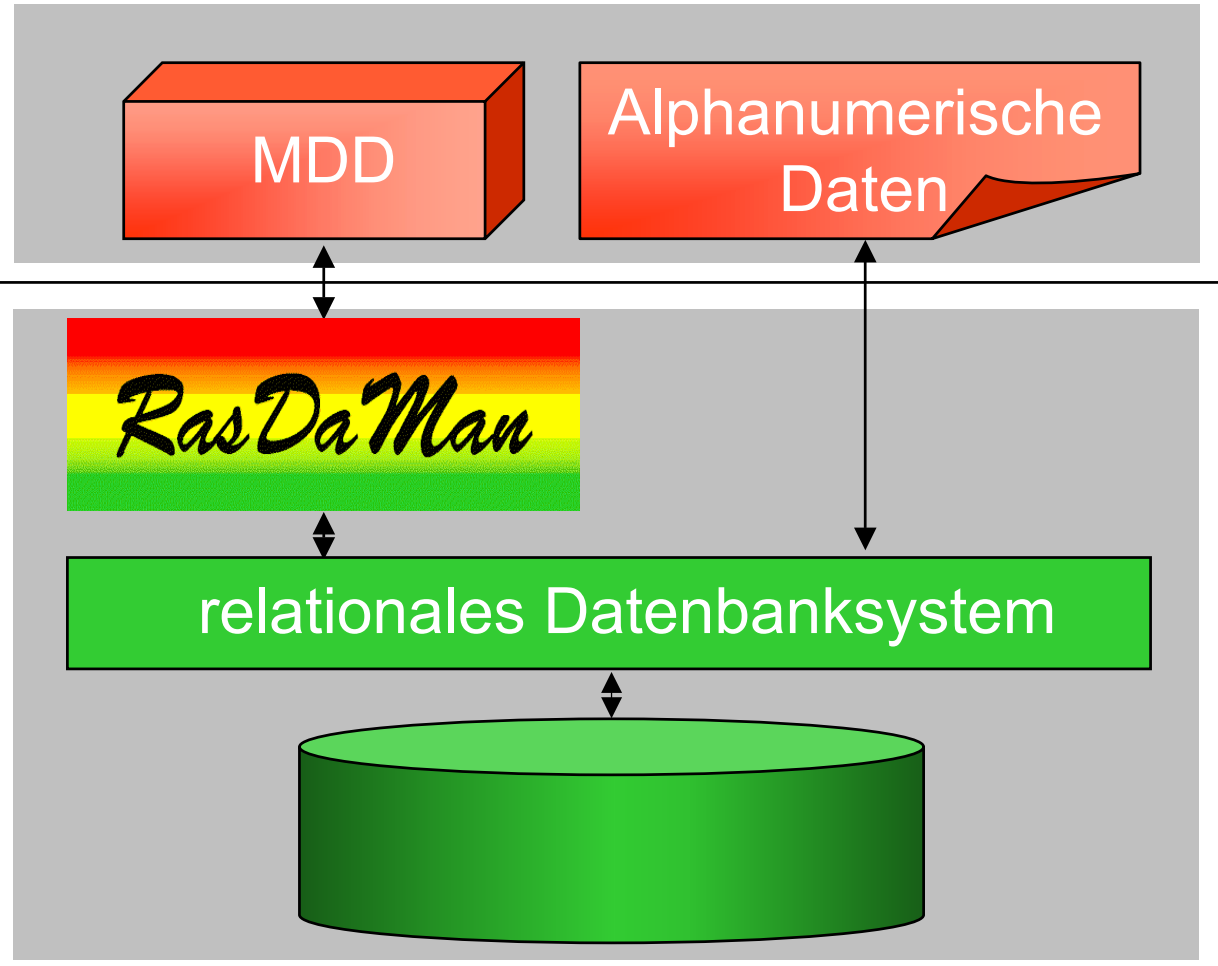 MDD
Alphanumerische
Daten
RasDaMan
relationales Datenbanksystem